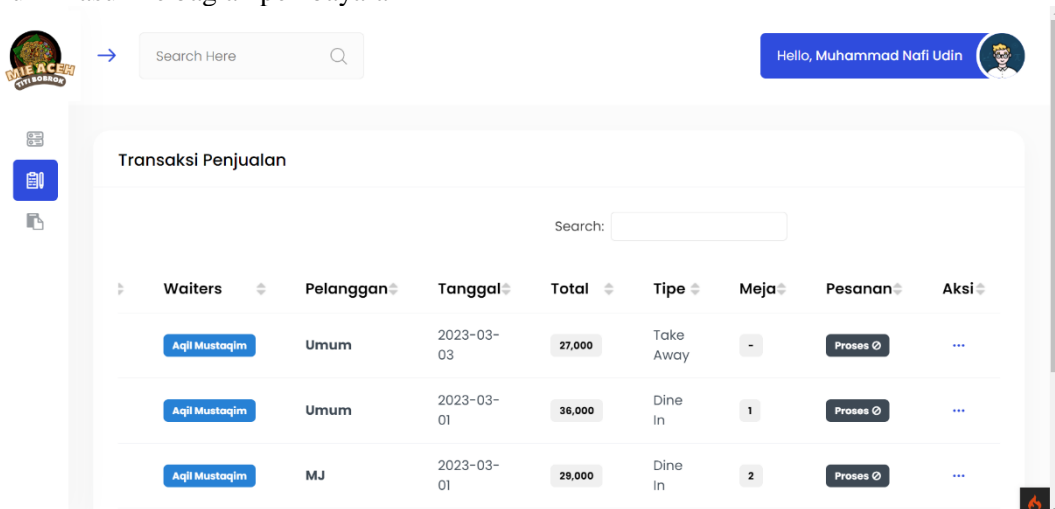 MIE ACEH
TITI BOBROK
Search Here
Hello, Muhammad Nafi Udin
Transaksi Penjualan
Search:
Waiters Pelanggan Tanggal Total Tipe Meja Pesanan Aksi
Aqil Mustaqim Umum 2023-03-03 27,000 Take Away - Proses ...
Aqil Mustaqim Umum 2023-03-01 36,000 Dine In 1 Proses ...
Aqil Mustaqim MJ 2023-03-01 29,000 Dine In 2 Proses ...